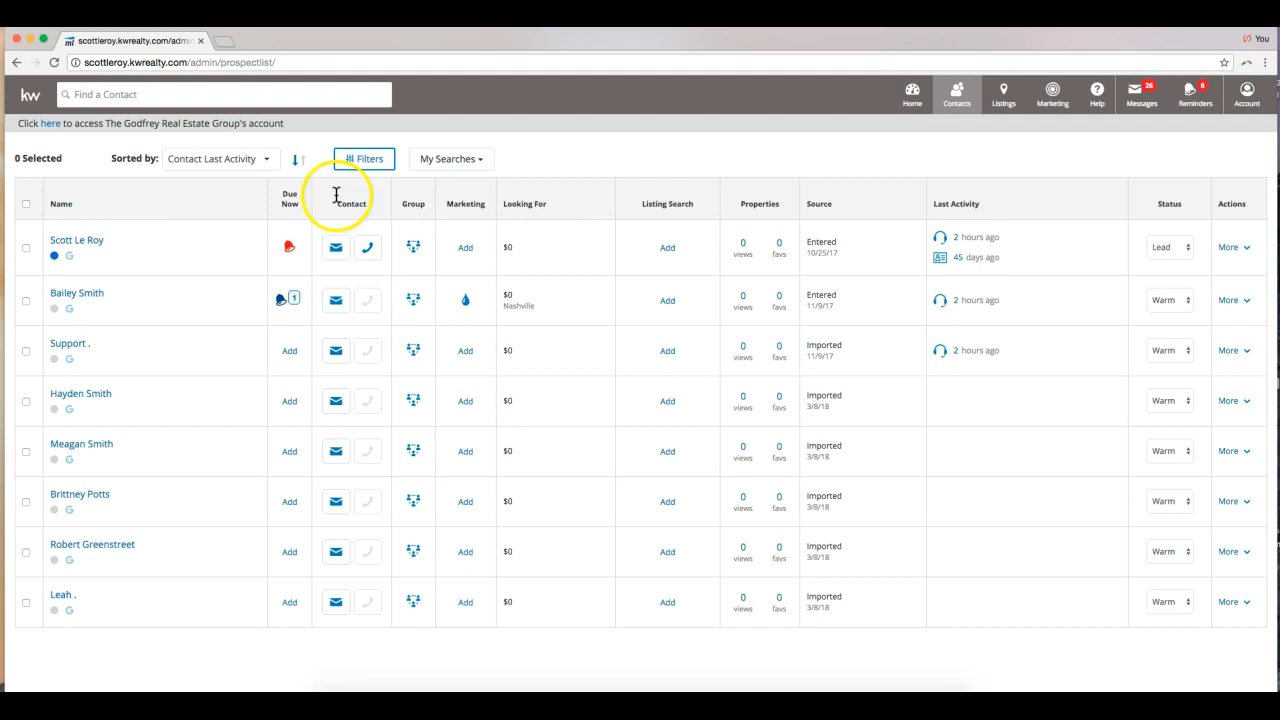 scottleroy.kwrealty.com/admin
You
scottleroy.kwrealty.com/admin/prospectlist/
kw
Find a Contact
Home
Contacts
Listings
Marketing
Help
26
Messages
8
Reminders
Account
Click here to access The Godfrey Real Estate Group's account
0 Selected
Sorted by:
Contact Last Activity
Filters
My Searches
Name
Due
Now
Contact
Group
Marketing
Looking For
Listing Search
Properties
Source
Last Activity
Status
Actions
Scott Le Roy
G
Add
$0
Add
0 0
views favs
Entered
10/25/17
2 hours ago
45 days ago
Lead
More
Bailey Smith
G
1
$0
Nashville
Add
0 0
views favs
Entered
11/9/17
2 hours ago
Warm
More
Support .
G
Add
Add
$0
Add
0 0
views favs
Imported
11/9/17
2 hours ago
Warm
More
Hayden Smith
G
Add
Add
$0
Add
0 0
views favs
Imported
3/8/18
Warm
More
Meagan Smith
G
Add
Add
$0
Add
0 0
views favs
Imported
3/8/18
Warm
More
Brittney Potts
G
Add
Add
$0
Add
0 0
views favs
Imported
3/8/18
Warm
More
Robert Greenstreet
G
Add
Add
$0
Add
0 0
views favs
Imported
3/8/18
Warm
More
Leah .
G
Add
Add
$0
Add
0 0
views favs
Imported
3/8/18
Warm
More